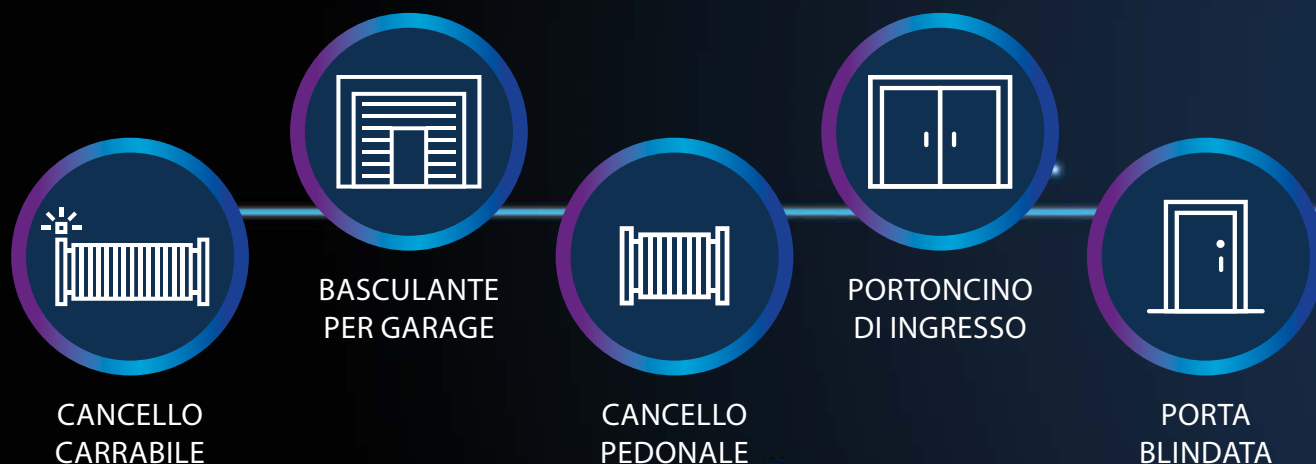 CANCELLO
CARRABILE
BASCULANTE
PER GARAGE
CANCELLO
PEDONALE
PORTONCINO
DI INGRESSO
PORTA
BLINDATA